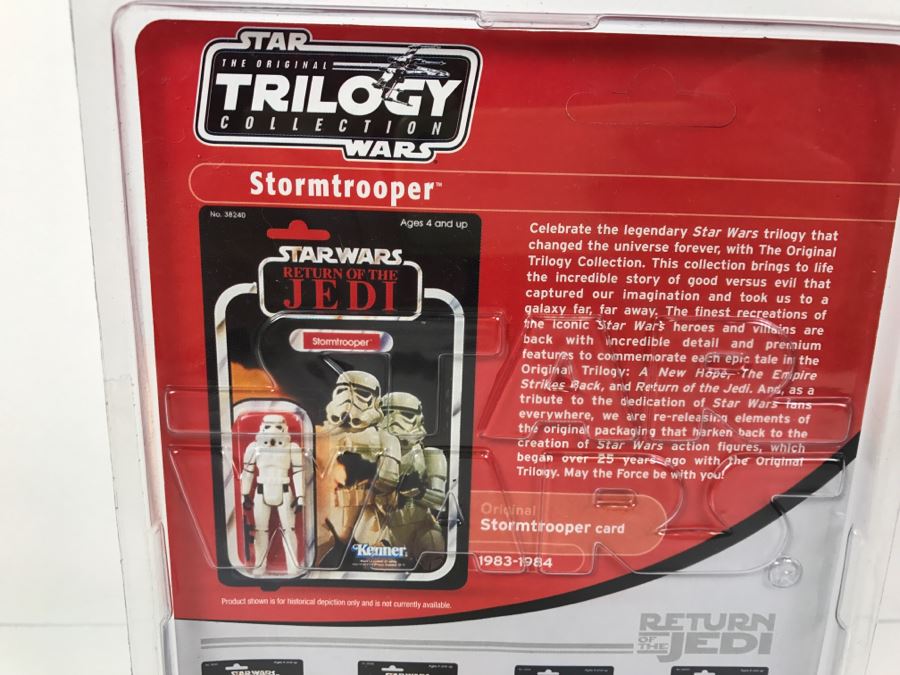 STAR
THE ORIGINAL
TRILOGY
COLLECTION
WARS
Stormtrooper™
No. 38240
Ages 4 and up
STAR WARS
RETURN OF THE
JEDI
Stormtrooper™
Kenner
Celebrate the legendary Star Wars trilogy that
changed the universe forever, with The Original
Trilogy Collection. This collection brings to life
the incredible story of good versus evil that
captured our imagination and took us to a
galaxy far, far away. The finest recreations of
the iconic Star Wars heroes and villains are
back with incredible detail and premium
features to commemorate each epic tale in the
Original Trilogy: A New Hope, The Empire
Strikes Back, and Return of the Jedi. And, as a
tribute to the dedication of Star Wars fans
everywhere, we are re-releasing elements of
the original packaging that harken back to the
creation of Star Wars action figures, which
began over 25 years ago with the Original
Trilogy. May the Force be with you!
Original
Stormtrooper card
1983-1984
Product shown is for historical depiction only and is not currently available.
STAR
WARS
RETURN
OF THE
JEDI
STAR WARS
STAR WARS